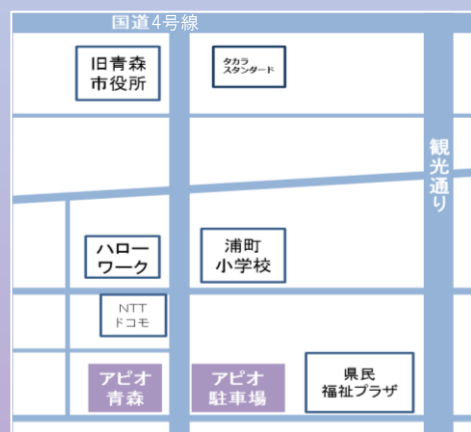 国道4号線
旧青森
市役所
タカラ
スタンダード
観光通り
ハロー
ワーク
浦町
小学校
NTT
ドコモ
アピオ
青森
アピオ
駐車場
県民
福祉プラザ